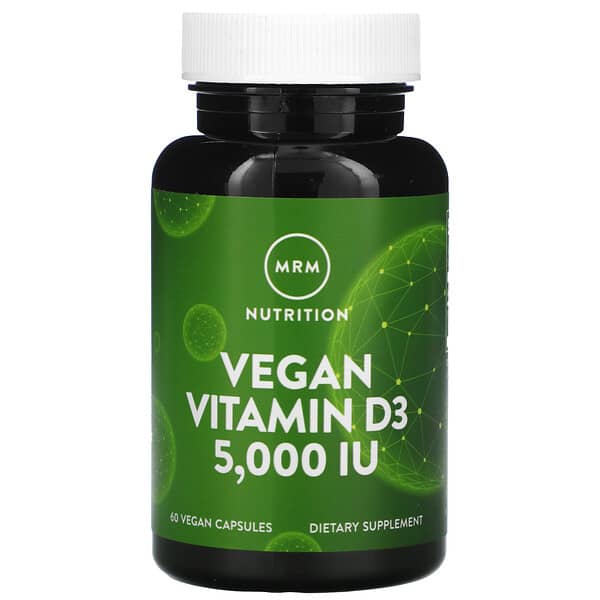 MRM
NUTRITION
VEGAN
VITAMIN D3
5,000 IU
60 VEGAN CAPSULES DIETARY SUPPLEMENT